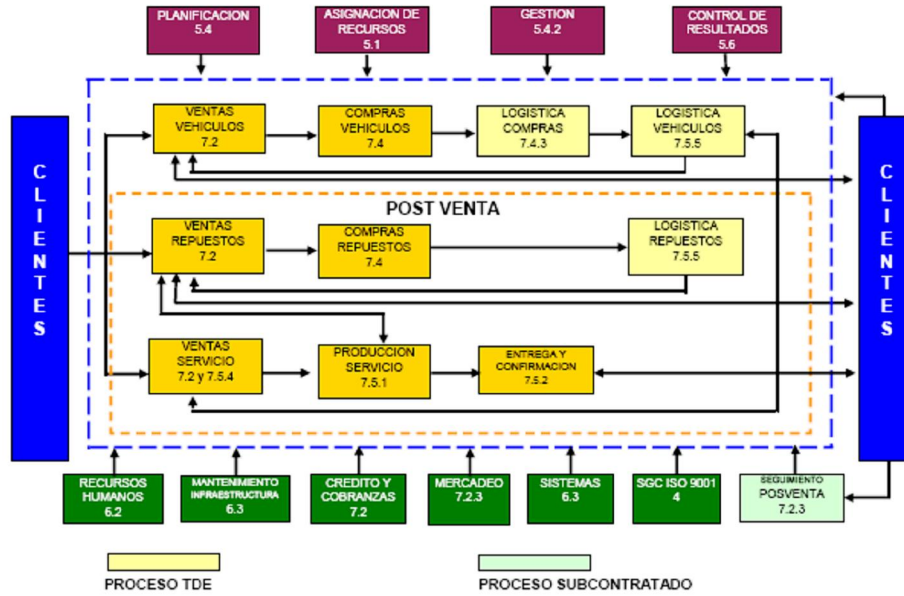 PLANIFICACION
5.4
ASIGNACION DE
RECURSOS
5.1
GESTION
5.4.2
CONTROL DE
RESULTADOS
5.6
CLIENTES
VENTAS
VEHICULOS
7.2
COMPRAS
VEHICULOS
7.4
LOGISTICA
COMPRAS
7.4.3
LOGISTICA
VEHICULOS
7.5.5
CLIENTES
POST VENTA
VENTAS
REPUESTOS
7.2
COMPRAS
REPUESTOS
7.4
LOGISTICA
REPUESTOS
7.5.5
VENTAS
SERVICIO
7.2 y 7.5.4
PRODUCCION
SERVICIO
7.5.1
ENTREGA Y
CONFIRMACION
7.5.2
RECURSOS
HUMANOS
6.2
MANTENIMIENTO
INFRAESTRUCTURA
6.3
CREDITO Y
COBRANZAS
7.2
MERCADEO
7.2.3
SISTEMAS
6.3
SGC ISO 9001
4
SEGUIMIENTO
POSVENTA
7.2.3
PROCESO TDE
PROCESO SUBCONTRATADO